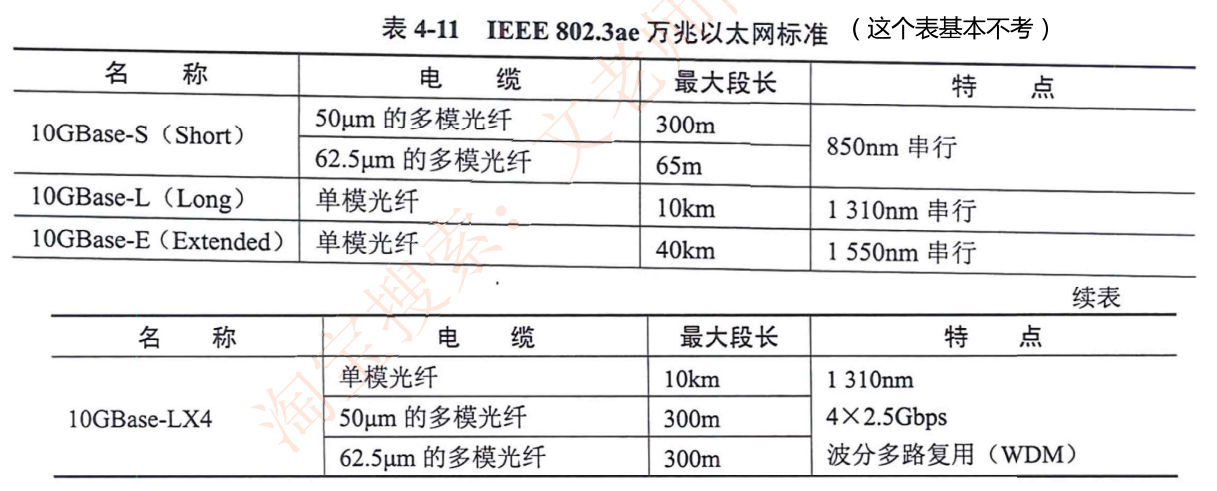 表 4-11 IEEE 802.3ae 万兆以太网标准 （这个表基本不考）
名 称 电 缆 最大段长 特 点
10GBase-S（Short） 50μm 的多模光纤 300m 850nm 串行
62.5μm 的多模光纤 65m
10GBase-L（Long） 单模光纤 10km 1 310nm 串行
10GBase-E（Extended） 单模光纤 40km 1 550nm 串行
续表
名 称 电 缆 最大段长 特 点
10GBase-LX4 单模光纤 10km 1 310nm
50μm 的多模光纤 300m 4×2.5Gbps
62.5μm 的多模光纤 300m 波分多路复用（WDM）
淘宝搜索：文老师